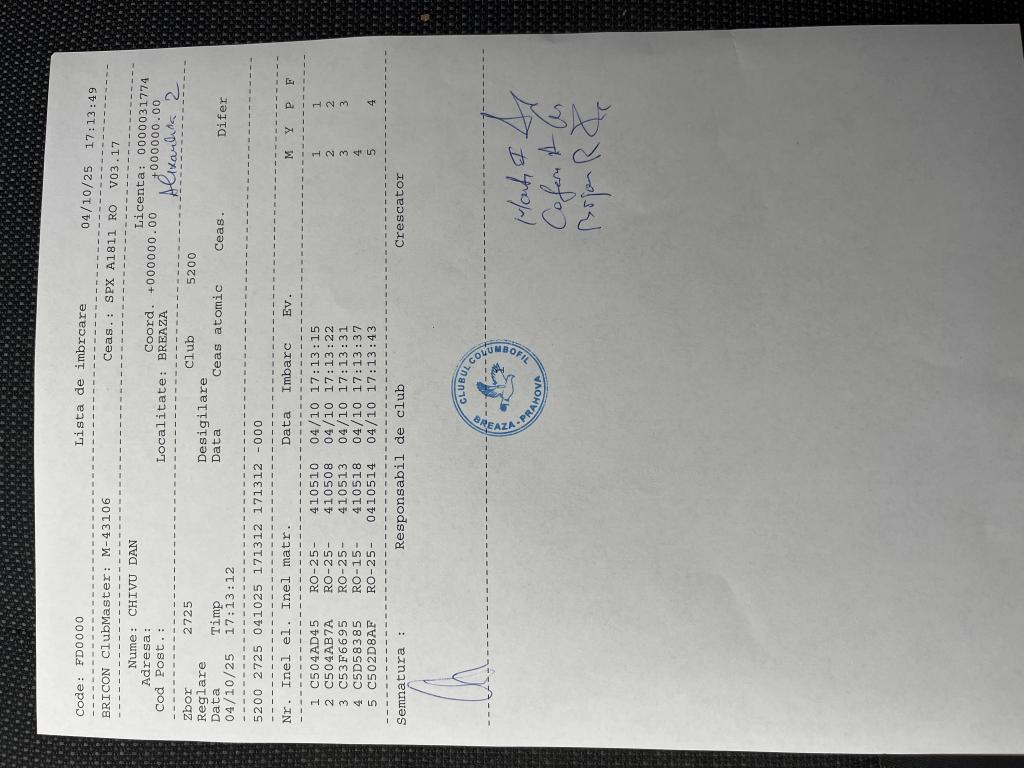 Code: FD0000 Lista de imbrcare 04/10/25 17:13:49
BRICON ClubMaster: M-43106 Ceas.: SPX A1811 RO V03.17
Nume: CHIVU DAN Licenta: 0000031774
Adresa: Coord. +000000.00 +000000.00
Cod Post.: Localitate: BREAZA
Alexandria 2
Zbor 2725 Club 5200
Reglare Desigilare
Data Timp Data Ceas atomic Ceas. Difer
04/10/25 17:13:12
5200 2725 041025 171312 171312 -000
Nr. Inel el. Inel matr. Data Imbarc Ev. M Y P F
1 C504AD45 RO-25- 410510 04/10 17:13:15 1 1
2 C504AB7A RO-25- 410508 04/10 17:13:22 2 2
3 C53F6695 RO-25- 410513 04/10 17:13:31 3 3
4 C5D58385 RO-15- 410518 04/10 17:13:37 4
5 C502D8AF RO-25- 0410514 04/10 17:13:43 5 4
Semnatura : Responsabil de club Crescator
CLUBUL COLUMBOFIL
BREAZA-PRAHOVA